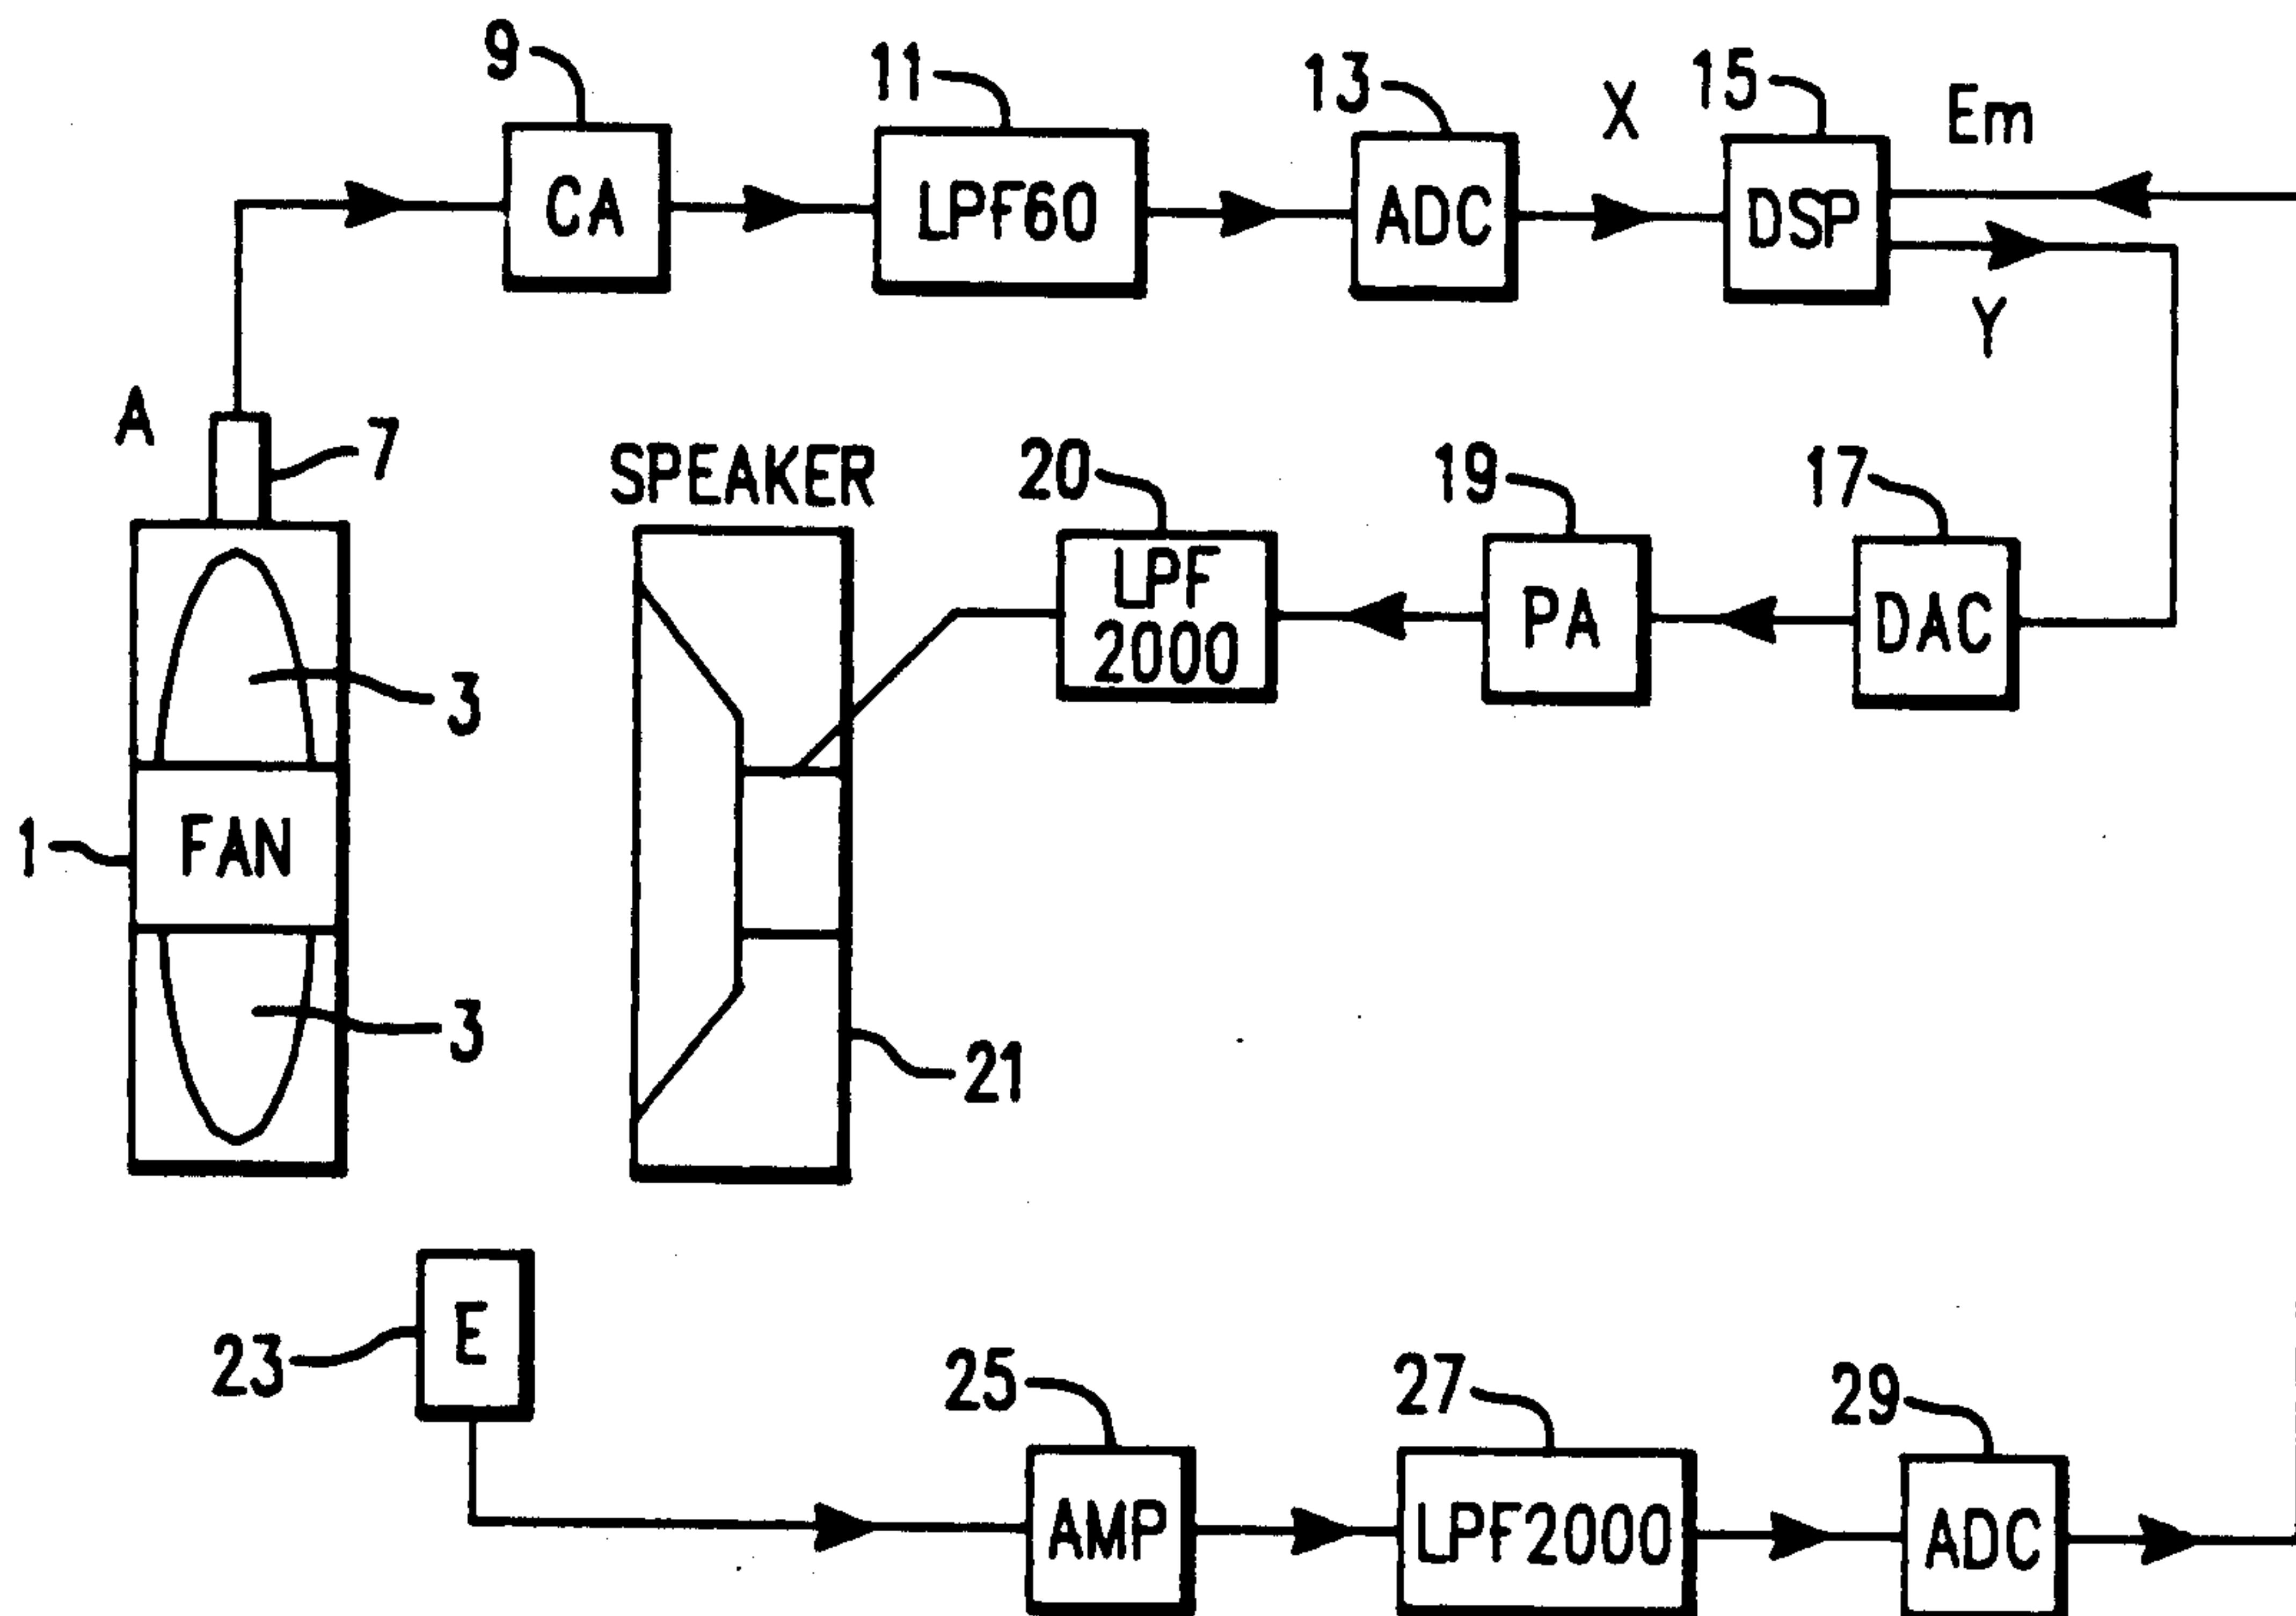 9
11
13
X
15
Em
CA
LPF60
ADC
DSP
Y
A
7
SPEAKER
20
19
17
LPF
2000
PA
DAC
3
1
FAN
3
21
23
E
25
27
29
AMP
LPF2000
ADC